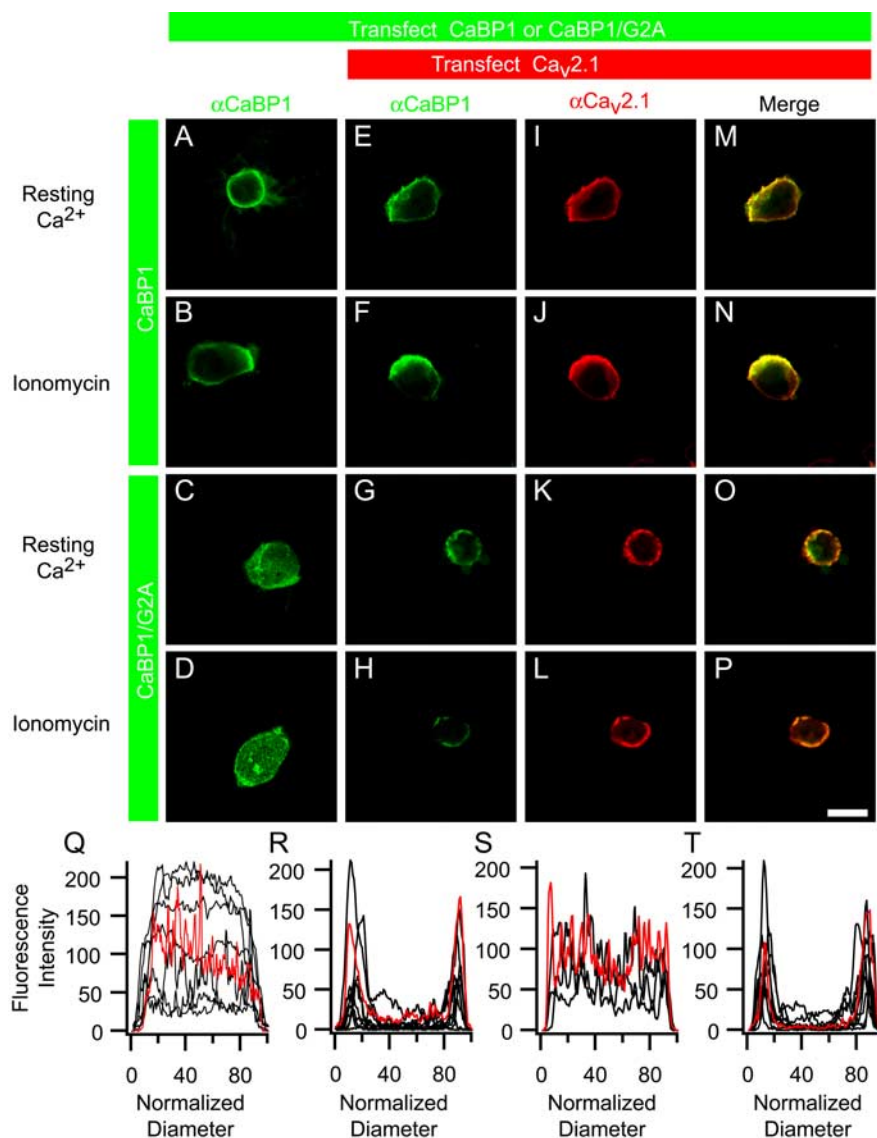 Transfect CaBP1 or CaBP1/G2A
Transfect CaV2.1
αCaBP1 αCaBP1 αCaV2.1 Merge
CaBP1
Resting
Ca2+
A E I M
Ionomycin
B F J N
CaBP1/G2A
Resting
Ca2+
C G K O
Ionomycin
D H L P
Q R S T
Fluorescence
Intensity
200 200 200 200
150 150 150 150
100 100 100 100
50 50 50 50
0 0 0 0
0 40 80 0 40 80 0 40 80 0 40 80
Normalized Normalized Normalized Normalized
Diameter Diameter Diameter Diameter